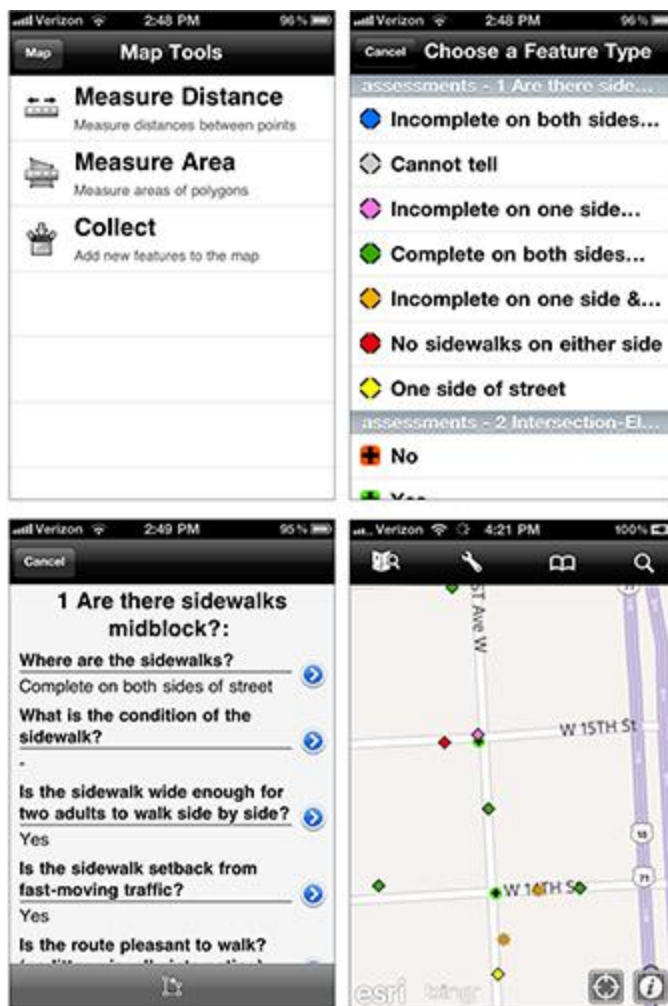 Verizon 2:48 PM 96%
Map Map Tools
Measure Distance
Measure distances between points
Measure Area
Measure areas of polygons
Collect
Add new features to the map
Verizon 2:48 PM 96%
Cancel Choose a Feature Type
assessments - 1 Are there side...
Incomplete on both sides...
Cannot tell
Incomplete on one side...
Complete on both sides...
Incomplete on one side &...
No sidewalks on either side
One side of street
assessments - 2 Intersection-El...
No
Yes
Verizon 2:49 PM 95%
Cancel
1 Are there sidewalks
midblock?:
Where are the sidewalks?
Complete on both sides of street
What is the condition of the
sidewalk?
-
Is the sidewalk wide enough for
two adults to walk side by side?
Yes
Is the sidewalk setback from
fast-moving traffic?
Yes
Is the route pleasant to walk?
... Verizon 4:21 PM 100%
ST Ave W
W 15TH St
71
esri bing